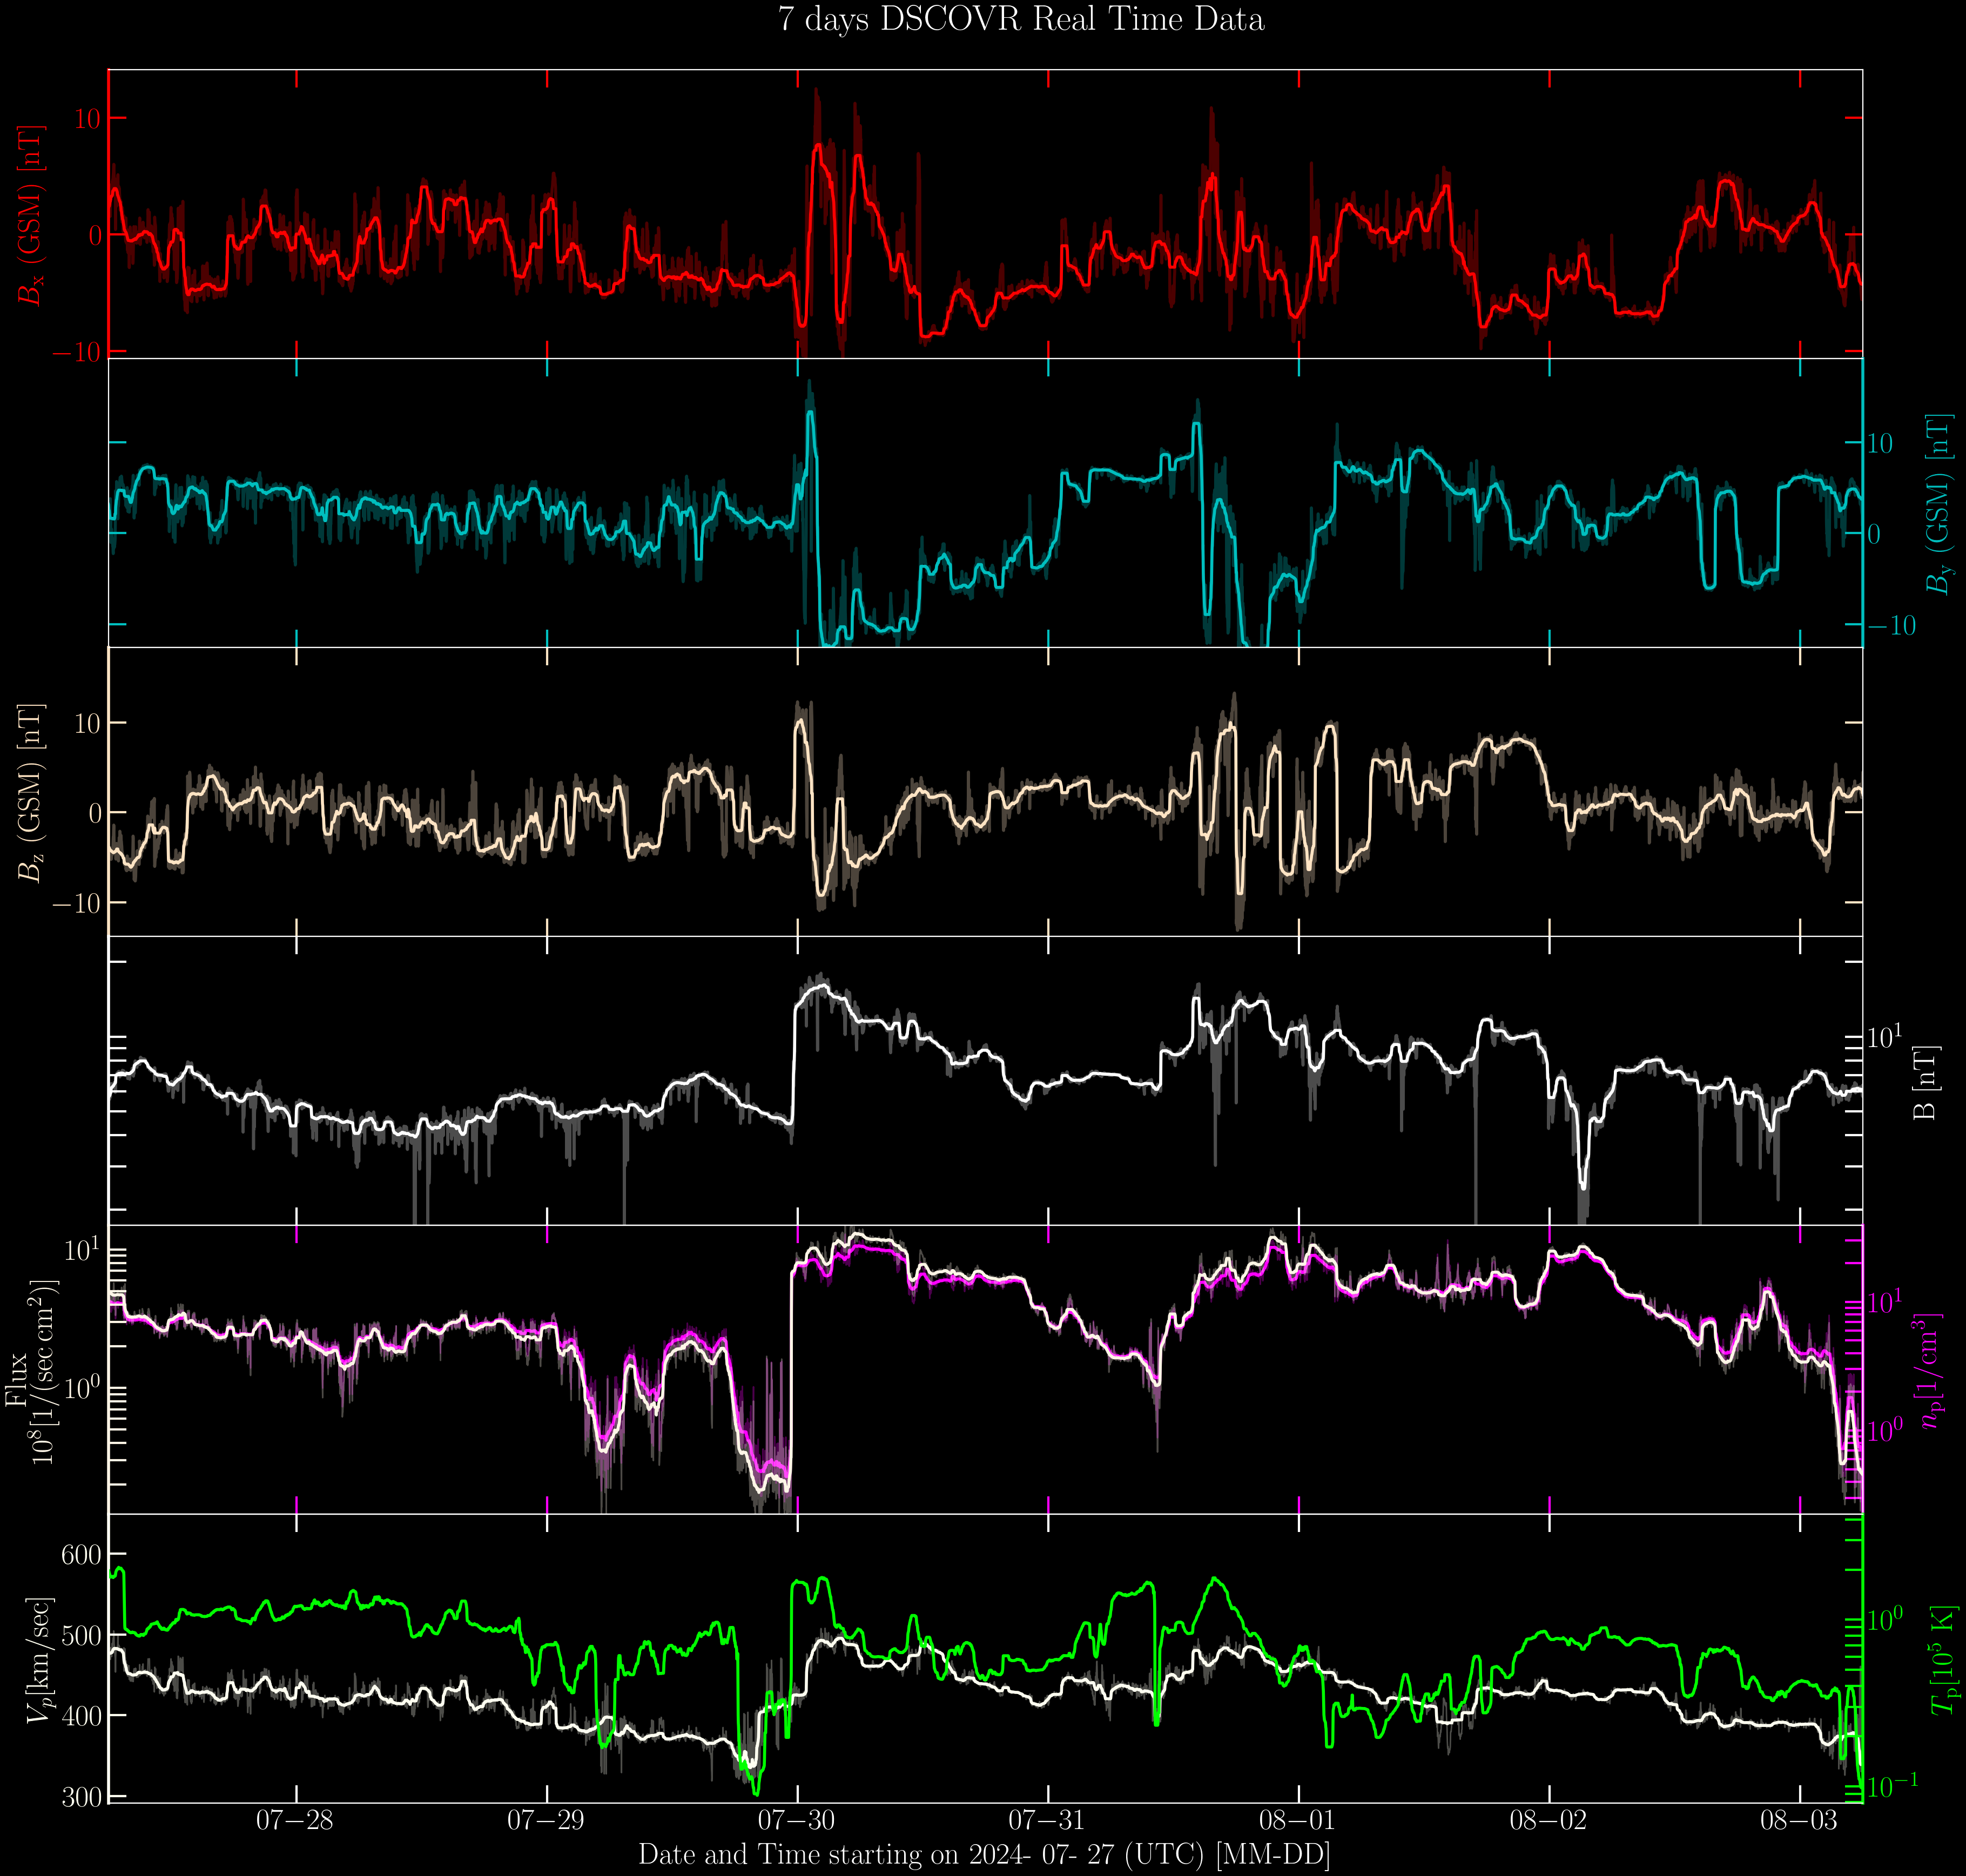 7 days DSCOVR Real Time Data
10
0
−10
Bx (GSM) [nT]
10
0
−10
By (GSM) [nT]
10
0
−10
Bz (GSM) [nT]
10¹
B [nT]
10¹
10⁰
Flux
10⁸[1/(sec cm²)]
10¹
10⁰
np[1/cm³]
600
500
400
300
Vp[km/sec]
10⁰
10⁻¹
Tp[10⁵ K]
07−28 07−29 07−30 07−31 08−01 08−02 08−03
Date and Time starting on 2024- 07- 27 (UTC) [MM-DD]